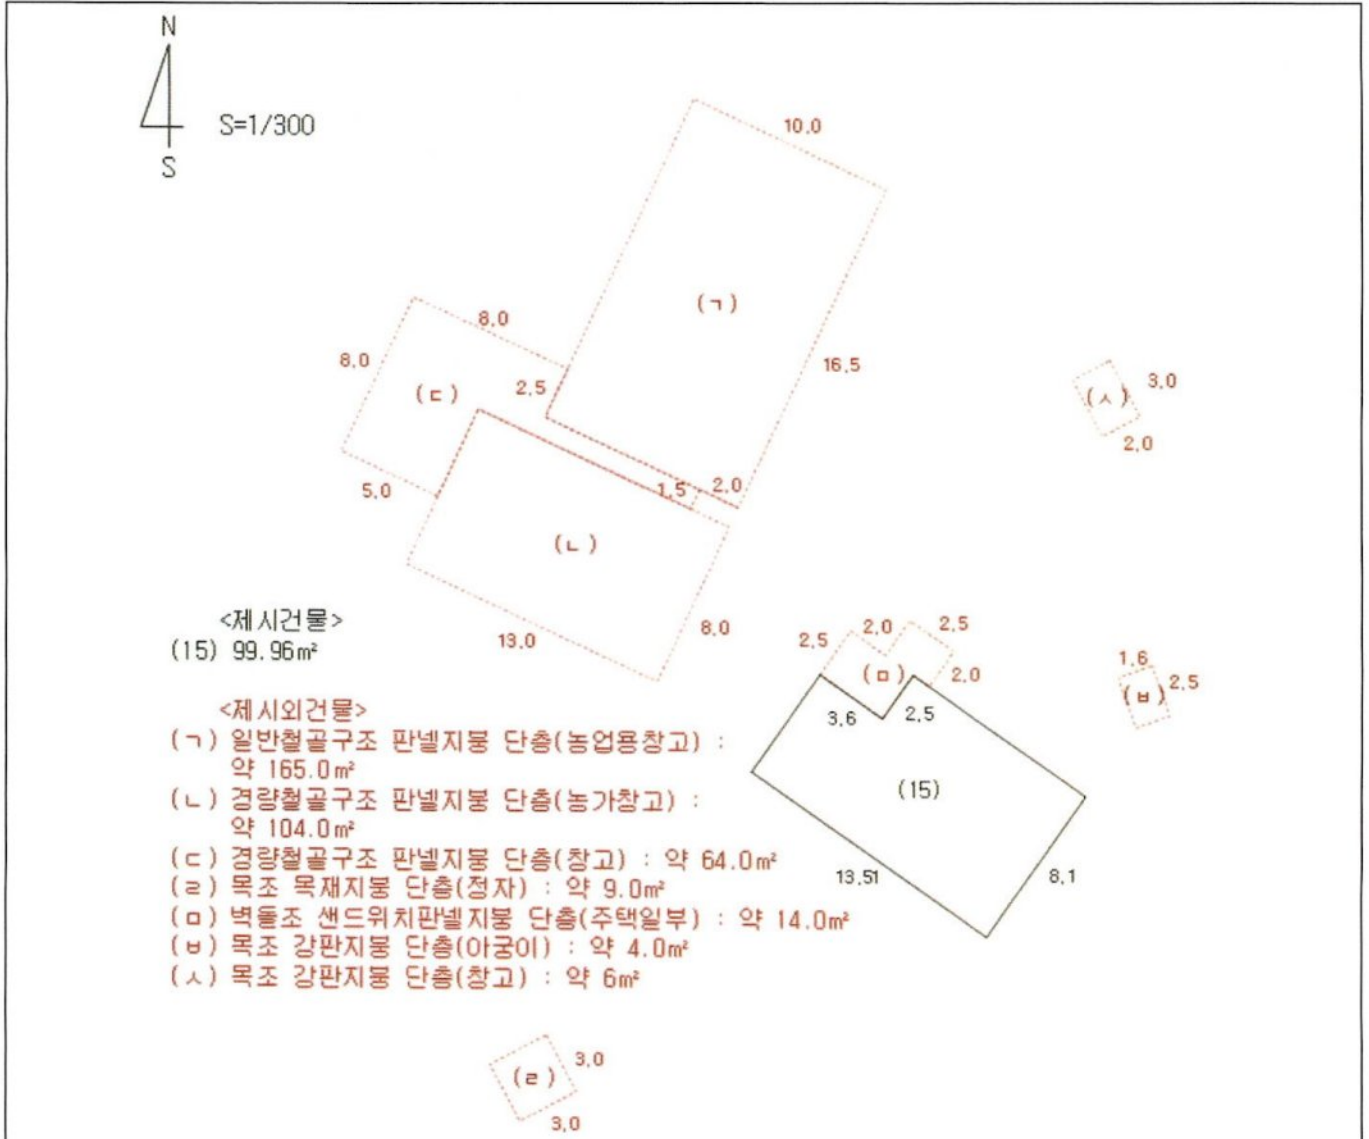 N
S=1/300
S
10.0
(ㄱ)
8.0
8.0
16.5
2.5
(ㄷ)
3.0
(ㅅ)
2.0
5.0
1.5
2.0
(ㄴ)
13.0
8.0
2.5
2.0
2.5
(ㅁ)
2.0
3.6
2.5
1.6
2.5
(ㅂ)
(15)
13.51
8.1
<제시건물>
(15) 99.96㎡
<제시외건물>
(ㄱ) 일반철골구조 판넬지붕 단층(농업용창고) :
약 165.0㎡
(ㄴ) 경량철골구조 판넬지붕 단층(농가창고) :
약 104.0㎡
(ㄷ) 경량철골구조 판넬지붕 단층(창고) : 약 64.0㎡
(ㄹ) 목조 목재지붕 단층(정자) : 약 9.0㎡
(ㅁ) 벽돌조 샌드위치판넬지붕 단층(주택일부) : 약 14.0㎡
(ㅂ) 목조 강판지붕 단층(아궁이) : 약 4.0㎡
(ㅅ) 목조 강판지붕 단층(창고) : 약 6㎡
(ㄹ)
3.0
3.0